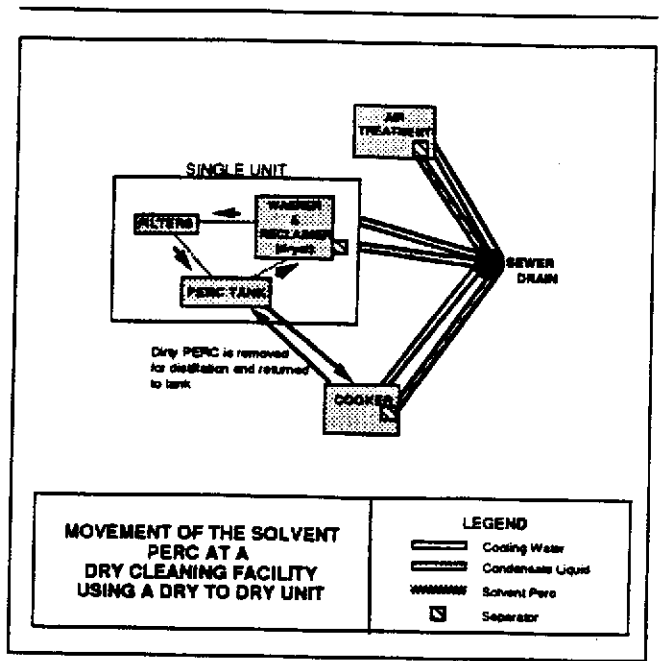 AIR
TREATMENT
SINGLE UNIT
WASHER
&
RECLAIMER
(Dryer)
FILTERS
PERC TANK
SEWER
DRAIN
Dirty PERC is removed
for distillation and returned
to tank
COOKER
MOVEMENT OF THE SOLVENT
PERC AT A
DRY CLEANING FACILITY
USING A DRY TO DRY UNIT
LEGEND
Cooling Water
Condensate Liquid
Solvent Perc
Separator